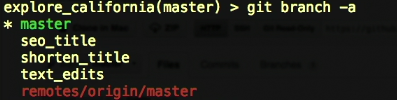 explore_california(master) > git branch -a
* master
seo_title
shorten_title
text_edits
remotes/origin/master